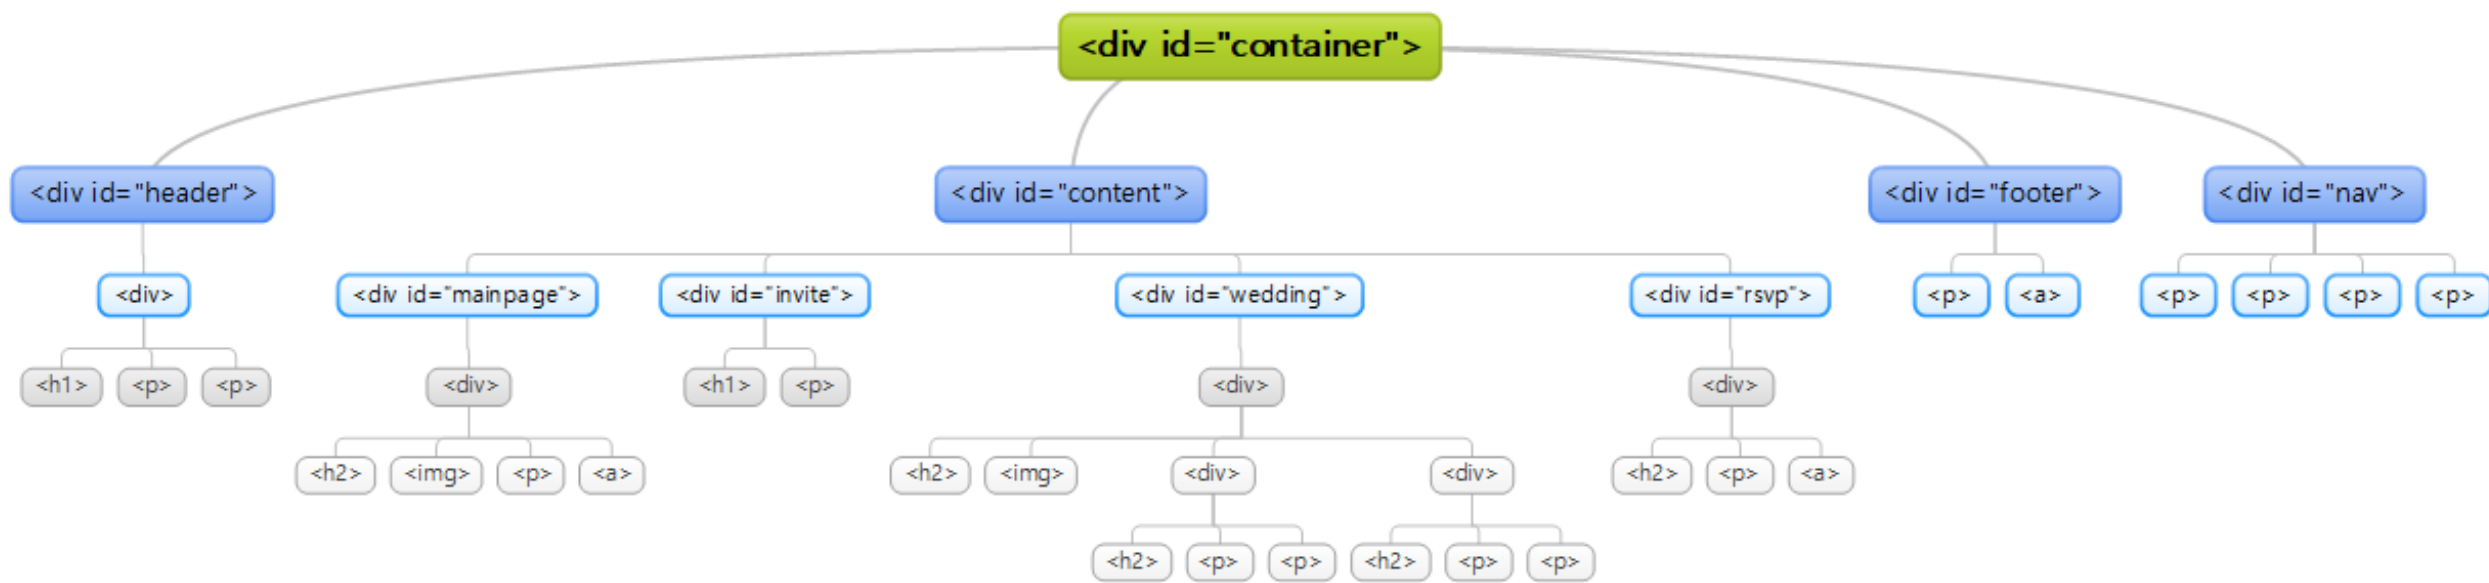 <div id="container">
<div id="header"> <div id="content"> <div id="footer"> <div id="nav">
<div> <div id="mainpage"> <div id="invite"> <div id="wedding"> <div id="rsvp"> <p> <a> <p> <p> <p> <p>
<h1> <p> <p> <div> <h1> <p> <div> <div>
<h2> <img> <p> <a> <h2> <img> <div> <div> <h2> <p> <a>
<h2> <p> <p> <h2> <p> <p>